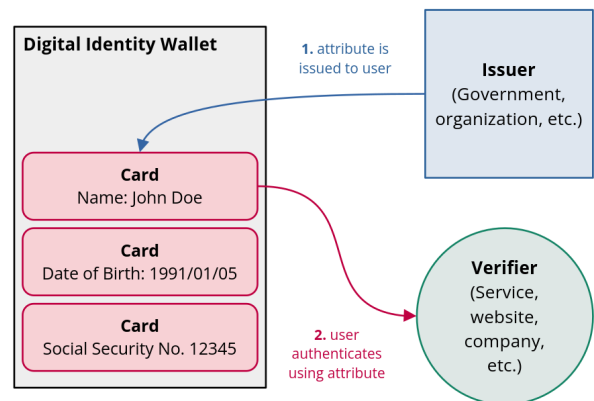 Digital Identity Wallet
1. attribute is
issued to user
Issuer
(Government,
organization, etc.)
Card
Name: John Doe
Card
Date of Birth: 1991/01/05
Card
Social Security No. 12345
2. user
authenticates
using attribute
Verifier
(Service,
website,
company,
etc.)